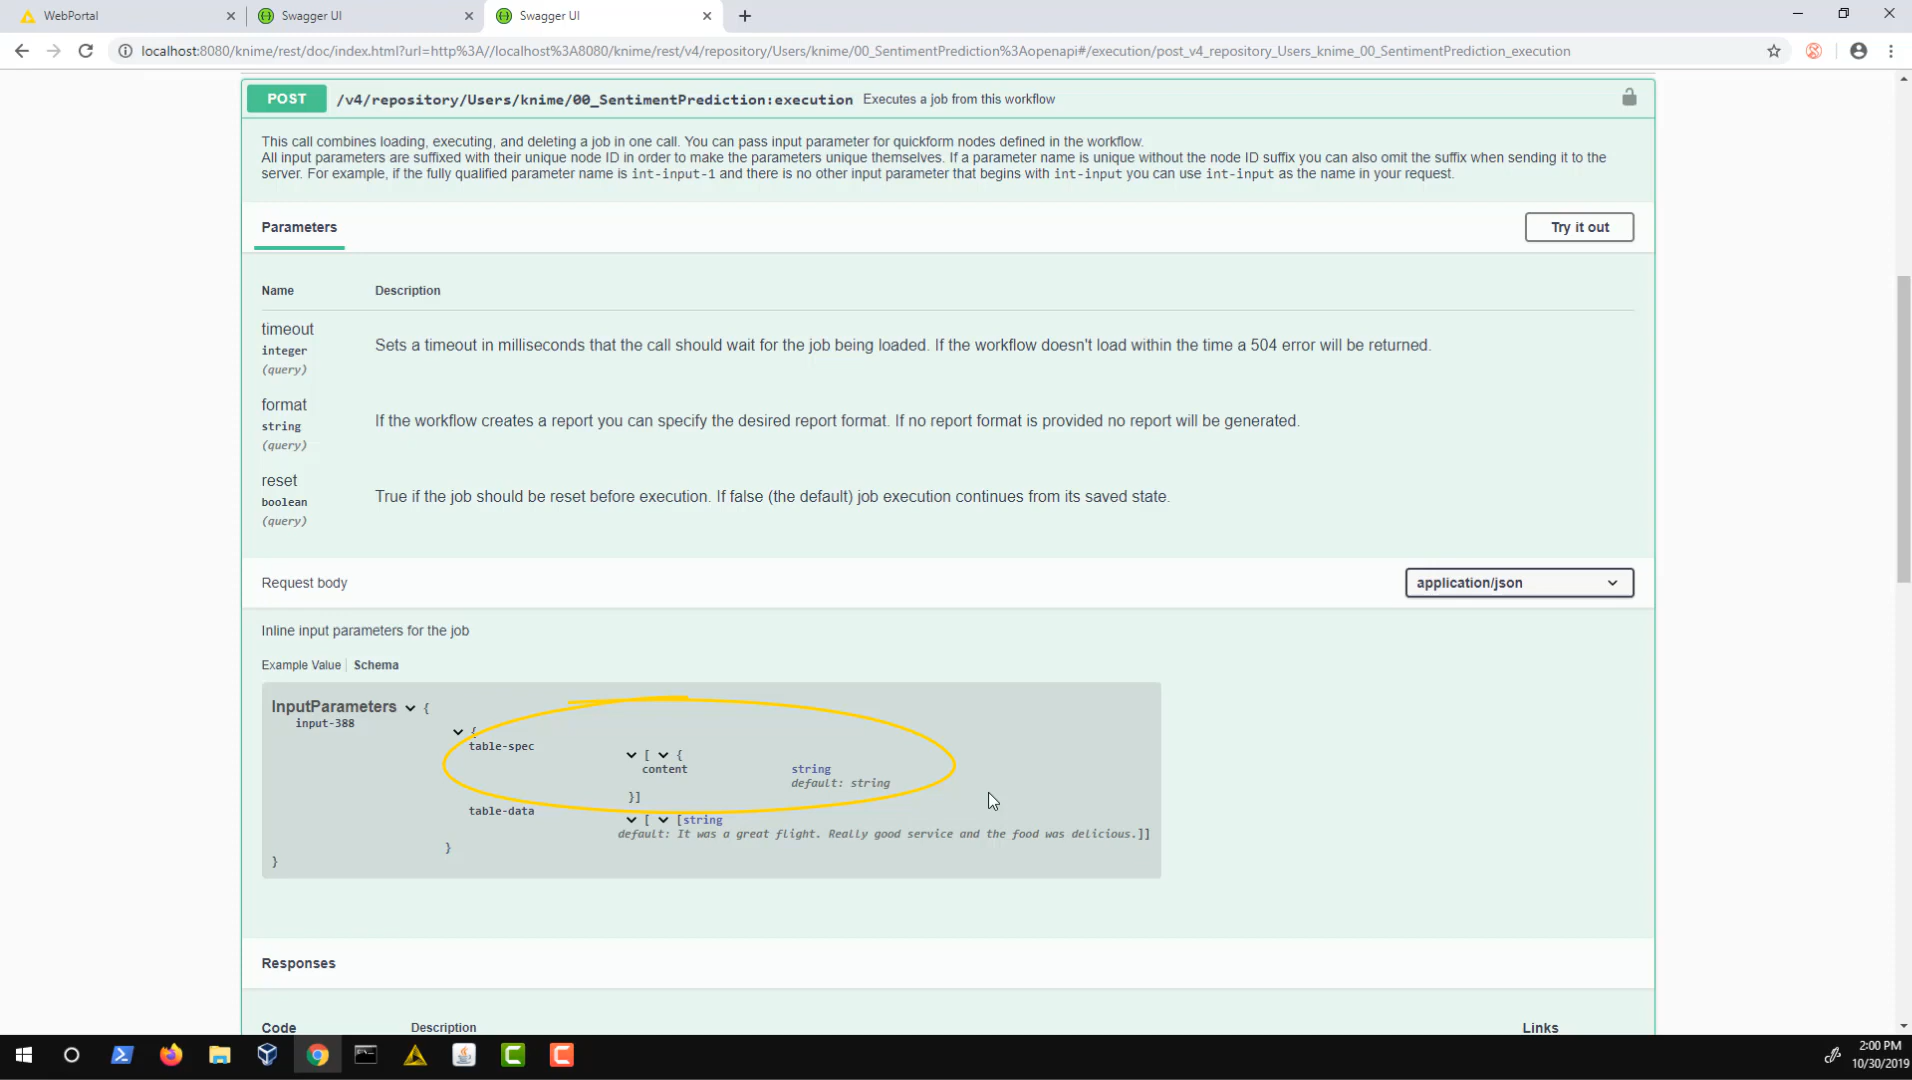 WebPortal
Swagger UI
Swagger UI
localhost:8080/knime/rest/doc/index.html?url=http%3A//localhost%3A8080/knime/rest/v4/repository/Users/knime/00_SentimentPrediction%3Aopenapi#/execution/post_v4_repository_Users_knime_00_SentimentPrediction_execution
POST /v4/repository/Users/knime/00_SentimentPrediction:execution Executes a job from this workflow
This call combines loading, executing, and deleting a job in one call. You can pass input parameter for quickform nodes defined in the workflow.
All input parameters are suffixed with their unique node ID in order to make the parameters unique themselves. If a parameter name is unique without the node ID suffix you can also omit the suffix when sending it to the
server. For example, if the fully qualified parameter name is int-input-1 and there is no other input parameter that begins with int-input you can use int-input as the name in your request.
Parameters
Try it out
Name Description
timeout
integer
(query)
Sets a timeout in milliseconds that the call should wait for the job being loaded. If the workflow doesn't load within the time a 504 error will be returned.
format
string
(query)
If the workflow creates a report you can specify the desired report format. If no report format is provided no report will be generated.
reset
boolean
(query)
True if the job should be reset before execution. If false (the default) job execution continues from its saved state.
Request body
application/json
Inline input parameters for the job
Example Value Schema
InputParameters {
input-388
{
table-spec
[ {
content string
default: string
}]
table-data
[ [string
default: It was a great flight. Really good service and the food was delicious.]]
}
}
Responses
Code Description Links
2:00 PM
10/30/2019